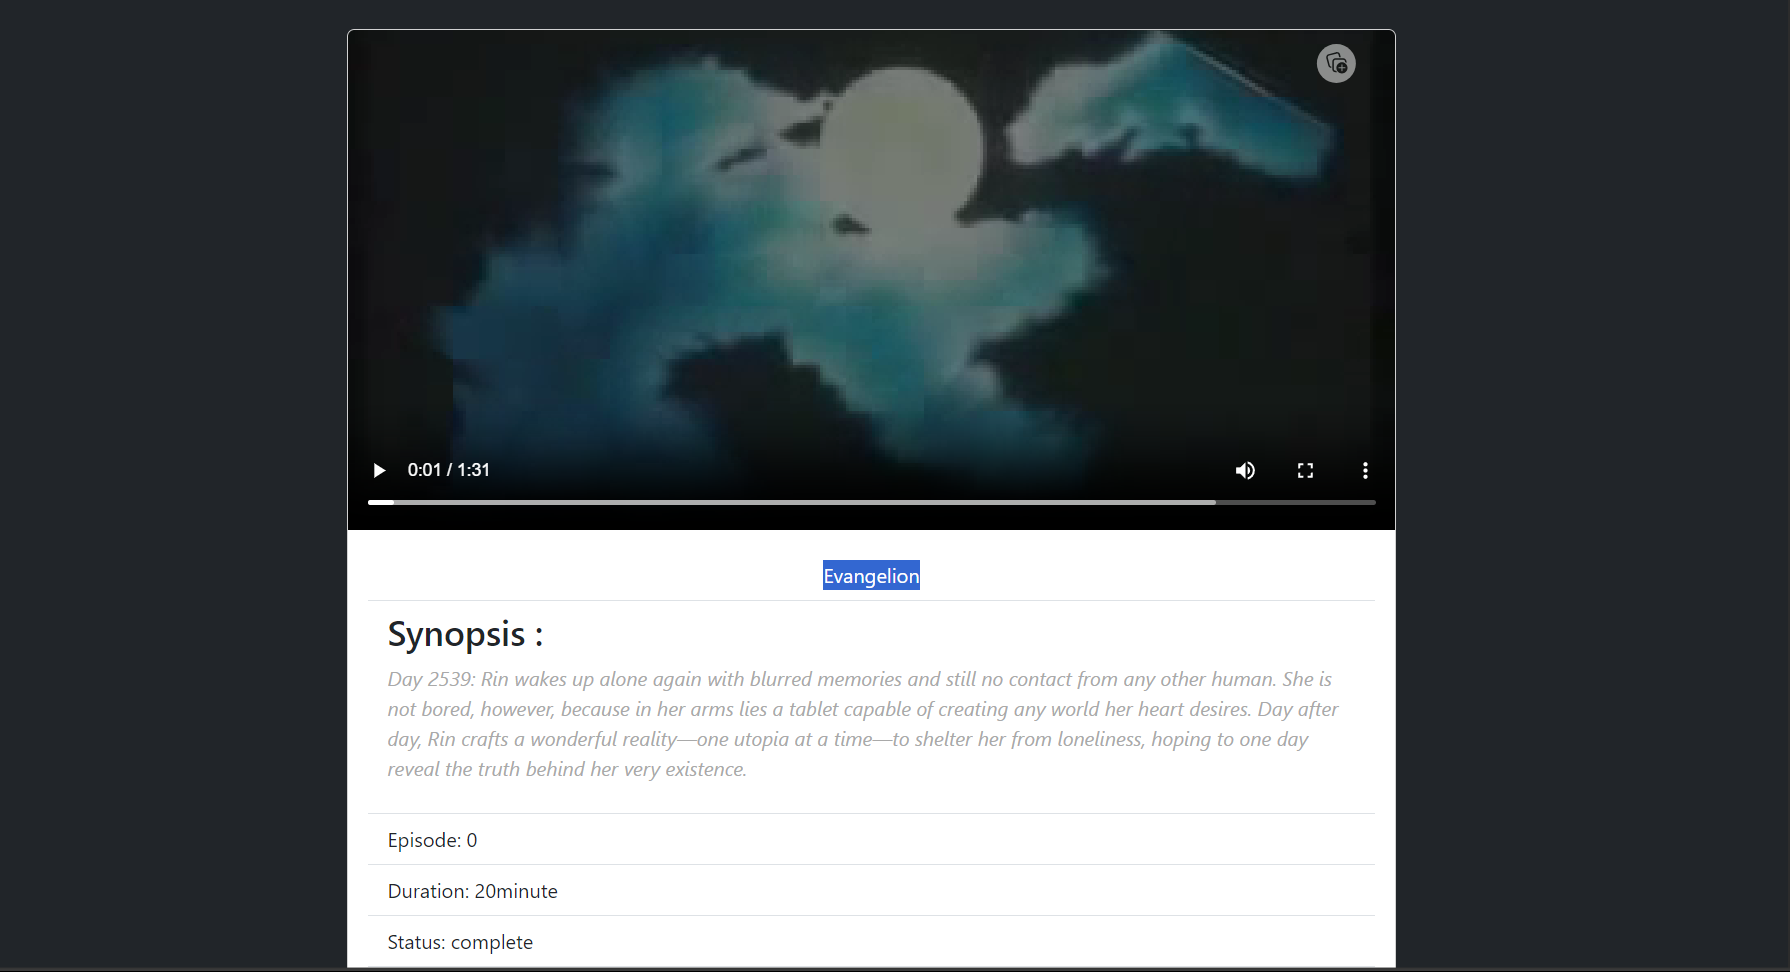 0:01 / 1:31
Evangelion
Synopsis :
Day 2539: Rin wakes up alone again with blurred memories and still no contact from any other human. She is
not bored, however, because in her arms lies a tablet capable of creating any world her heart desires. Day after
day, Rin crafts a wonderful reality—one utopia at a time—to shelter her from loneliness, hoping to one day
reveal the truth behind her very existence.
Episode: 0
Duration: 20minute
Status: complete